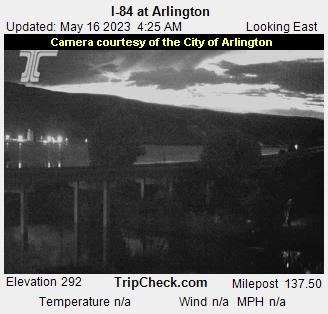 I-84 at Arlington
Updated: May 16 2023 4:25 AM Looking East
Camera courtesy of the City of Arlington
Elevation 292 TripCheck.com Milepost 137.50
Temperature n/a Wind n/a MPH n/a